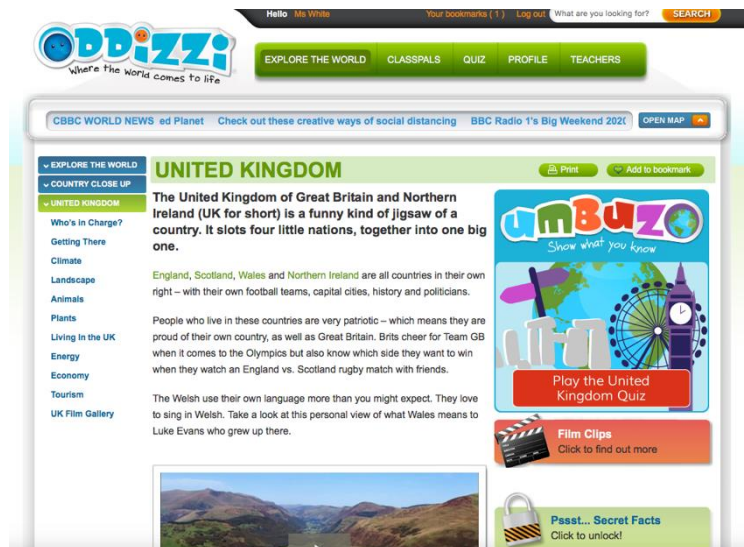 Hello Ms White
Your bookmarks ( 1 ) Log out What are you looking for? SEARCH
ODDIZZI
Where the world comes to life
EXPLORE THE WORLD CLASSPALS QUIZ PROFILE TEACHERS
CBBC WORLD NEWS ed Planet Check out these creative ways of social distancing BBC Radio 1's Big Weekend 202
OPEN MAP
EXPLORE THE WORLD
COUNTRY CLOSE UP
UNITED KINGDOM
Who's in Charge?
Getting There
Climate
Landscape
Animals
Plants
Living In the UK
Energy
Economy
Tourism
UK Film Gallery
UNITED KINGDOM
Print Add to bookmark
The United Kingdom of Great Britain and Northern
Ireland (UK for short) is a funny kind of jigsaw of a
country. It slots four little nations, together into one big
one.
England, Scotland, Wales and Northern Ireland are all countries in their own
right – with their own football teams, capital cities, history and politicians.
People who live in these countries are very patriotic – which means they are
proud of their own country, as well as Great Britain. Brits cheer for Team GB
when it comes to the Olympics but also know which side they want to win
when they watch an England vs. Scotland rugby match with friends.
The Welsh use their own language more than you might expect. They love
to sing in Welsh. Take a look at this personal view of what Wales means to
Luke Evans who grew up there.
umBuzo
Show what you know
Play the United
Kingdom Quiz
Film Clips
Click to find out more
Pssst... Secret Facts
Click to unlock!